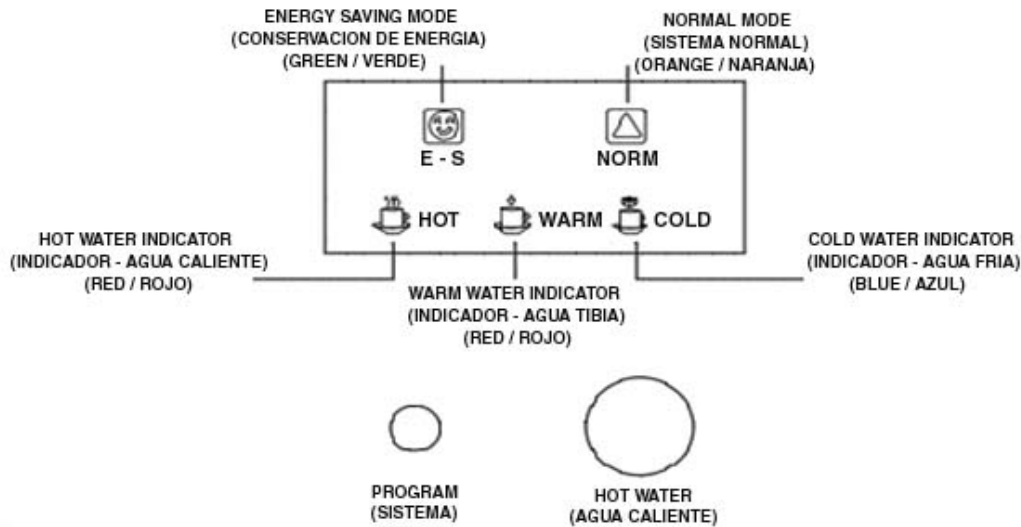 ENERGY SAVING MODE
(CONSERVACION DE ENERGIA)
(GREEN / VERDE)
NORMAL MODE
(SISTEMA NORMAL)
(ORANGE / NARANJA)
E - S
NORM
HOT
WARM
COLD
HOT WATER INDICATOR
(INDICADOR - AGUA CALIENTE)
(RED / ROJO)
WARM WATER INDICATOR
(INDICADOR - AGUA TIBIA)
(RED / ROJO)
COLD WATER INDICATOR
(INDICADOR - AGUA FRIA)
(BLUE / AZUL)
PROGRAM
(SISTEMA)
HOT WATER
(AGUA CALIENTE)